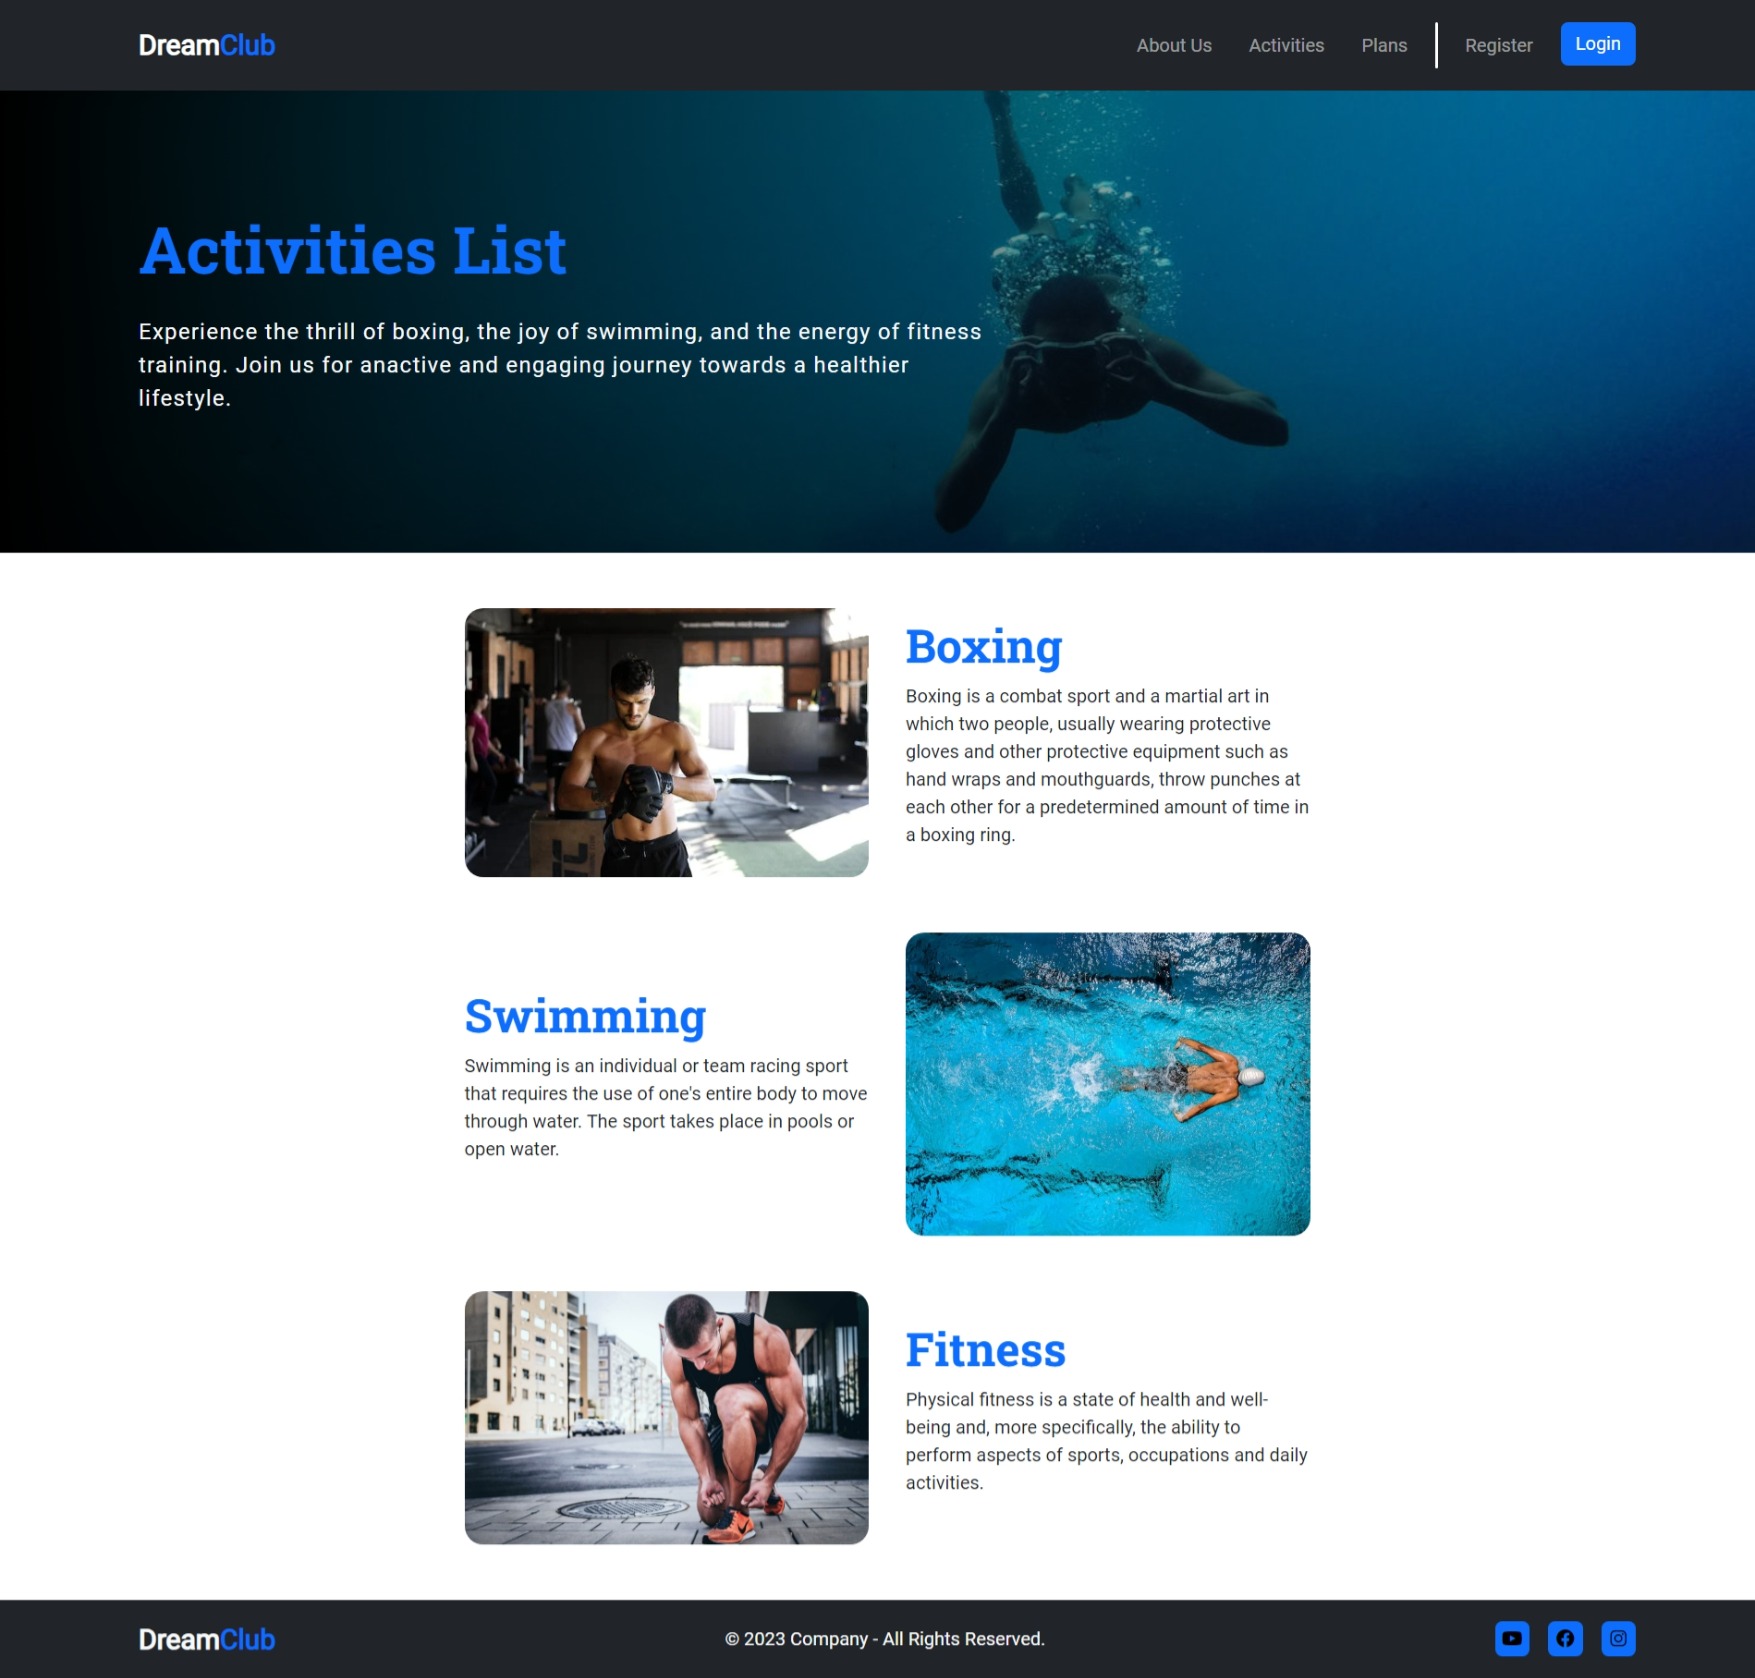 DreamClub
About Us Activities Plans Register Login
Activities List
Experience the thrill of boxing, the joy of swimming, and the energy of fitness
training. Join us for anactive and engaging journey towards a healthier
lifestyle.
Boxing
Boxing is a combat sport and a martial art in
which two people, usually wearing protective
gloves and other protective equipment such as
hand wraps and mouthguards, throw punches at
each other for a predetermined amount of time in
a boxing ring.
Swimming
Swimming is an individual or team racing sport
that requires the use of one's entire body to move
through water. The sport takes place in pools or
open water.
Fitness
Physical fitness is a state of health and well-
being and, more specifically, the ability to
perform aspects of sports, occupations and daily
activities.
DreamClub
© 2023 Company - All Rights Reserved.